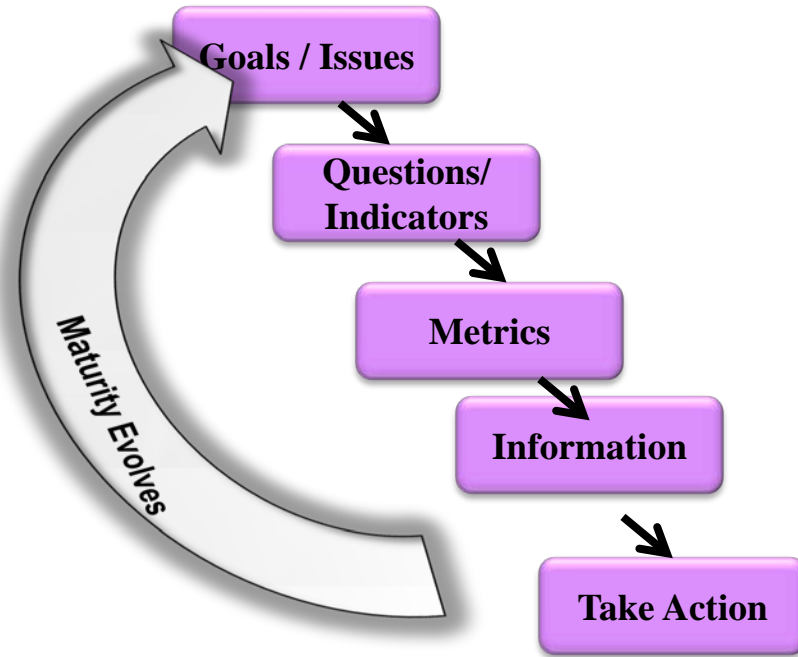 Goals / Issues
Questions/
Indicators
Metrics
Information
Take Action
Maturity Evolves